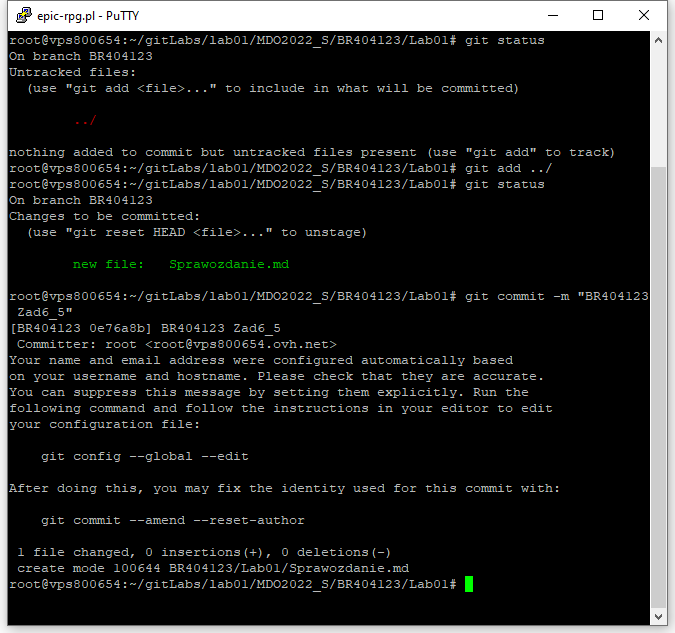 epic-rpg.pl - PuTTY
root@vps800654:~/gitLabs/lab01/MDO2022_S/BR404123/Lab01# git status
On branch BR404123
Untracked files:
  (use "git add <file>..." to include in what will be committed)
        ../
nothing added to commit but untracked files present (use "git add" to track)
root@vps800654:~/gitLabs/lab01/MDO2022_S/BR404123/Lab01# git add ../
root@vps800654:~/gitLabs/lab01/MDO2022_S/BR404123/Lab01# git status
On branch BR404123
Changes to be committed:
  (use "git reset HEAD <file>..." to unstage)
        new file:   Sprawozdanie.md
root@vps800654:~/gitLabs/lab01/MDO2022_S/BR404123/Lab01# git commit -m "BR404123
 Zad6_5"
[BR404123 0e76a8b] BR404123 Zad6_5
 Committer: root <root@vps800654.ovh.net>
Your name and email address were configured automatically based
on your username and hostname. Please check that they are accurate.
You can suppress this message by setting them explicitly. Run the
following command and follow the instructions in your editor to edit
your configuration file:
    git config --global --edit
After doing this, you may fix the identity used for this commit with:
    git commit --amend --reset-author
 1 file changed, 0 insertions(+), 0 deletions(-)
 create mode 100644 BR404123/Lab01/Sprawozdanie.md
root@vps800654:~/gitLabs/lab01/MDO2022_S/BR404123/Lab01#